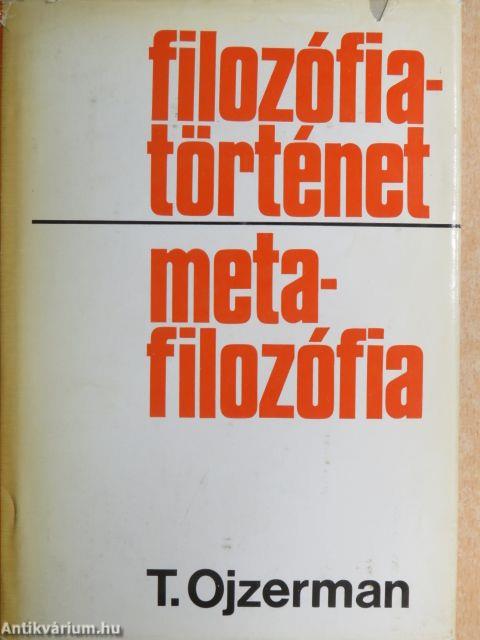 filozófia-
történet
meta-
filozófia
T. Ojzerman
Antikvárium.hu